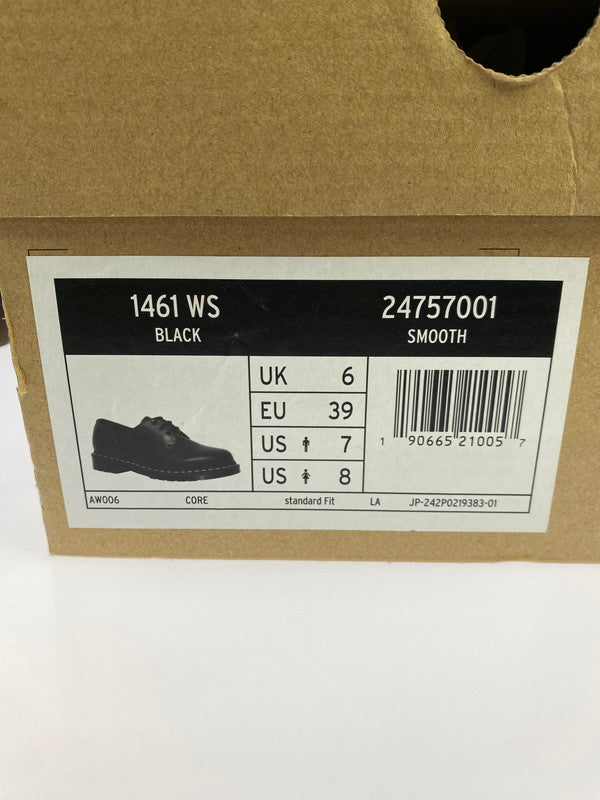 1461 WS 24757001
BLACK SMOOTH
UK 6
EU 39
US 7
US 8
1 90665 21005 7
AW006 CORE standard Fit LA JP-242P0219383-01